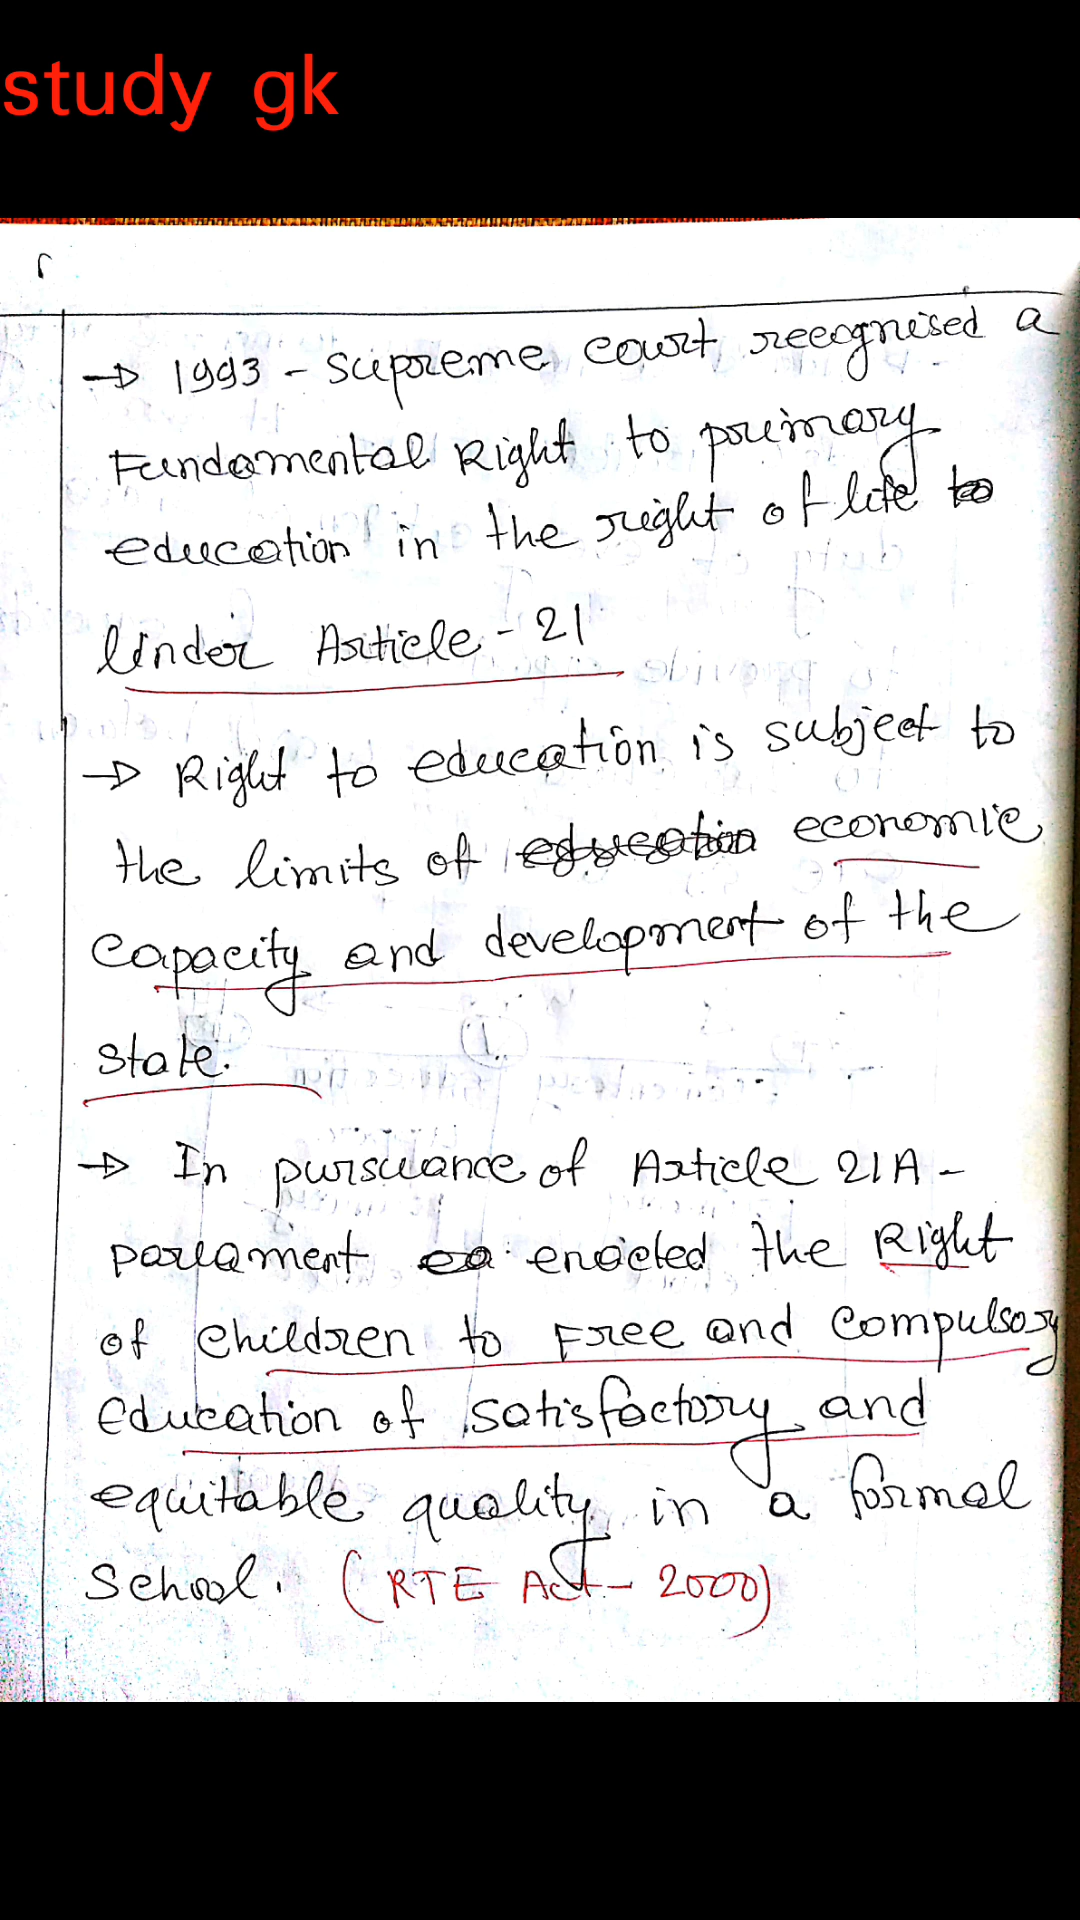 study gk
→ 1993 - Supreme court recognised a
Fundamental Right to primary
education in the right of life to
Under Article - 21
→ Right to education is subject to
the limits of education economic
capacity and development of the
state.
→ In pursuance of Article 21A -
parlament ea enacted the Right
of children to Free and Compulsory
Education of satisfactory and
equitable quality in a formal
School. (RTE Act - 2000)